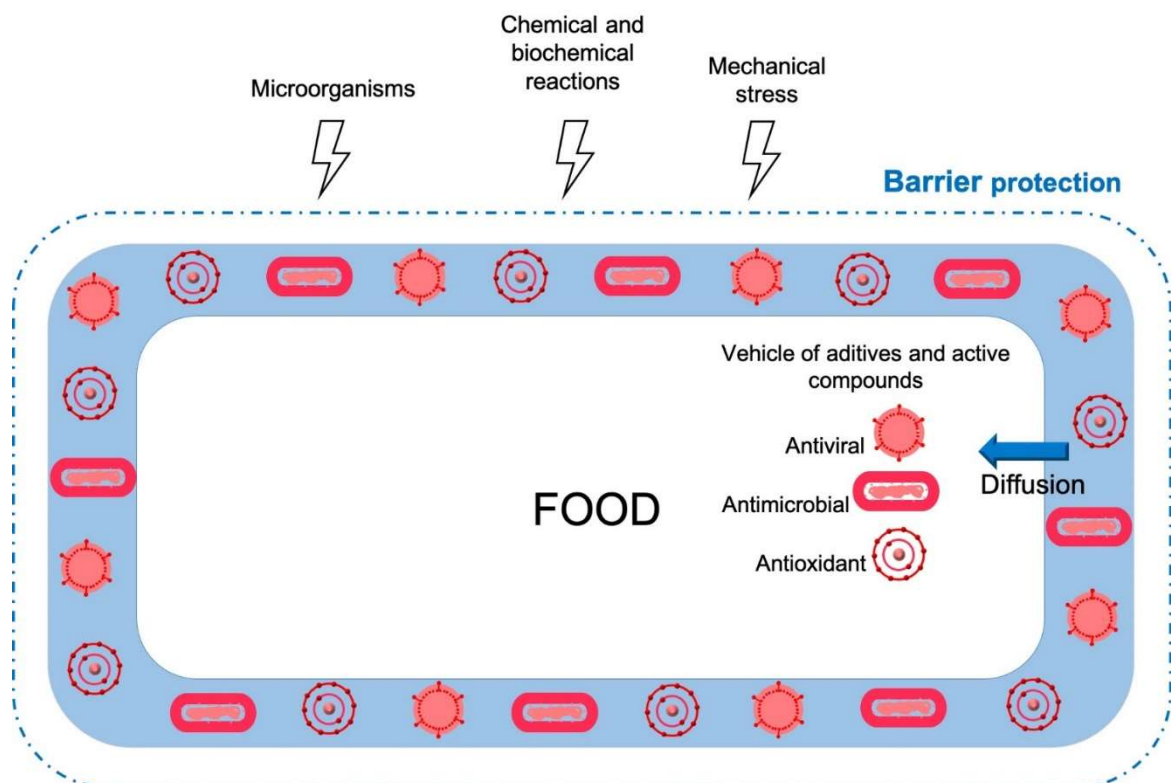 Chemical and
biochemical
reactions
Microorganisms
Mechanical
stress
Barrier protection
Vehicle of aditives and active
compounds
Antiviral
Diffusion
Antimicrobial
FOOD
Antioxidant